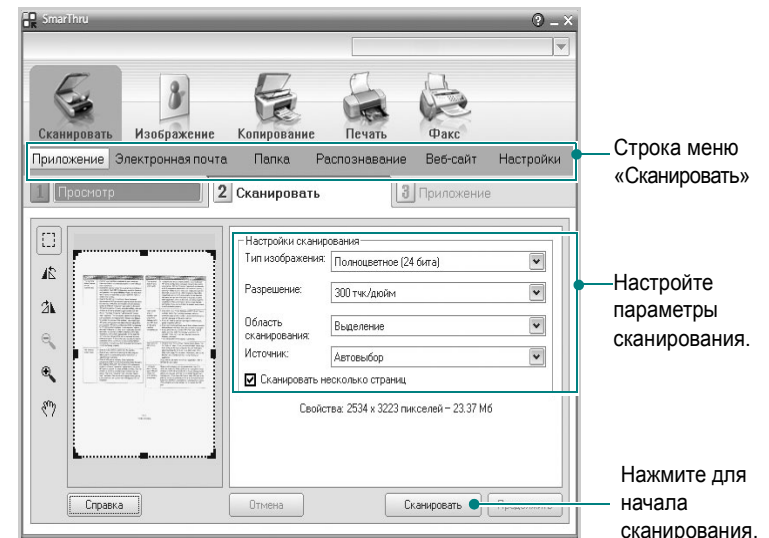 SmarThru
Сканировать Изображение Копирование Печать Факс
Приложение Электронная почта Папка Распознавание Веб-сайт Настройки
1 Просмотр 2 Сканировать 3 Приложение
Настройки сканирования
Тип изображения: Полноцветное (24 бита)
Разрешение: 300 тчк/дюйм
Область
сканирования: Выделение
Источник: Автовыбор
Сканировать несколько страниц
Свойства: 2534 x 3223 пикселей – 23.37 Мб
Справка Отмена Сканировать
Строка меню
«Сканировать»
Настройте
параметры
сканирования.
Нажмите для
начала
сканирования.